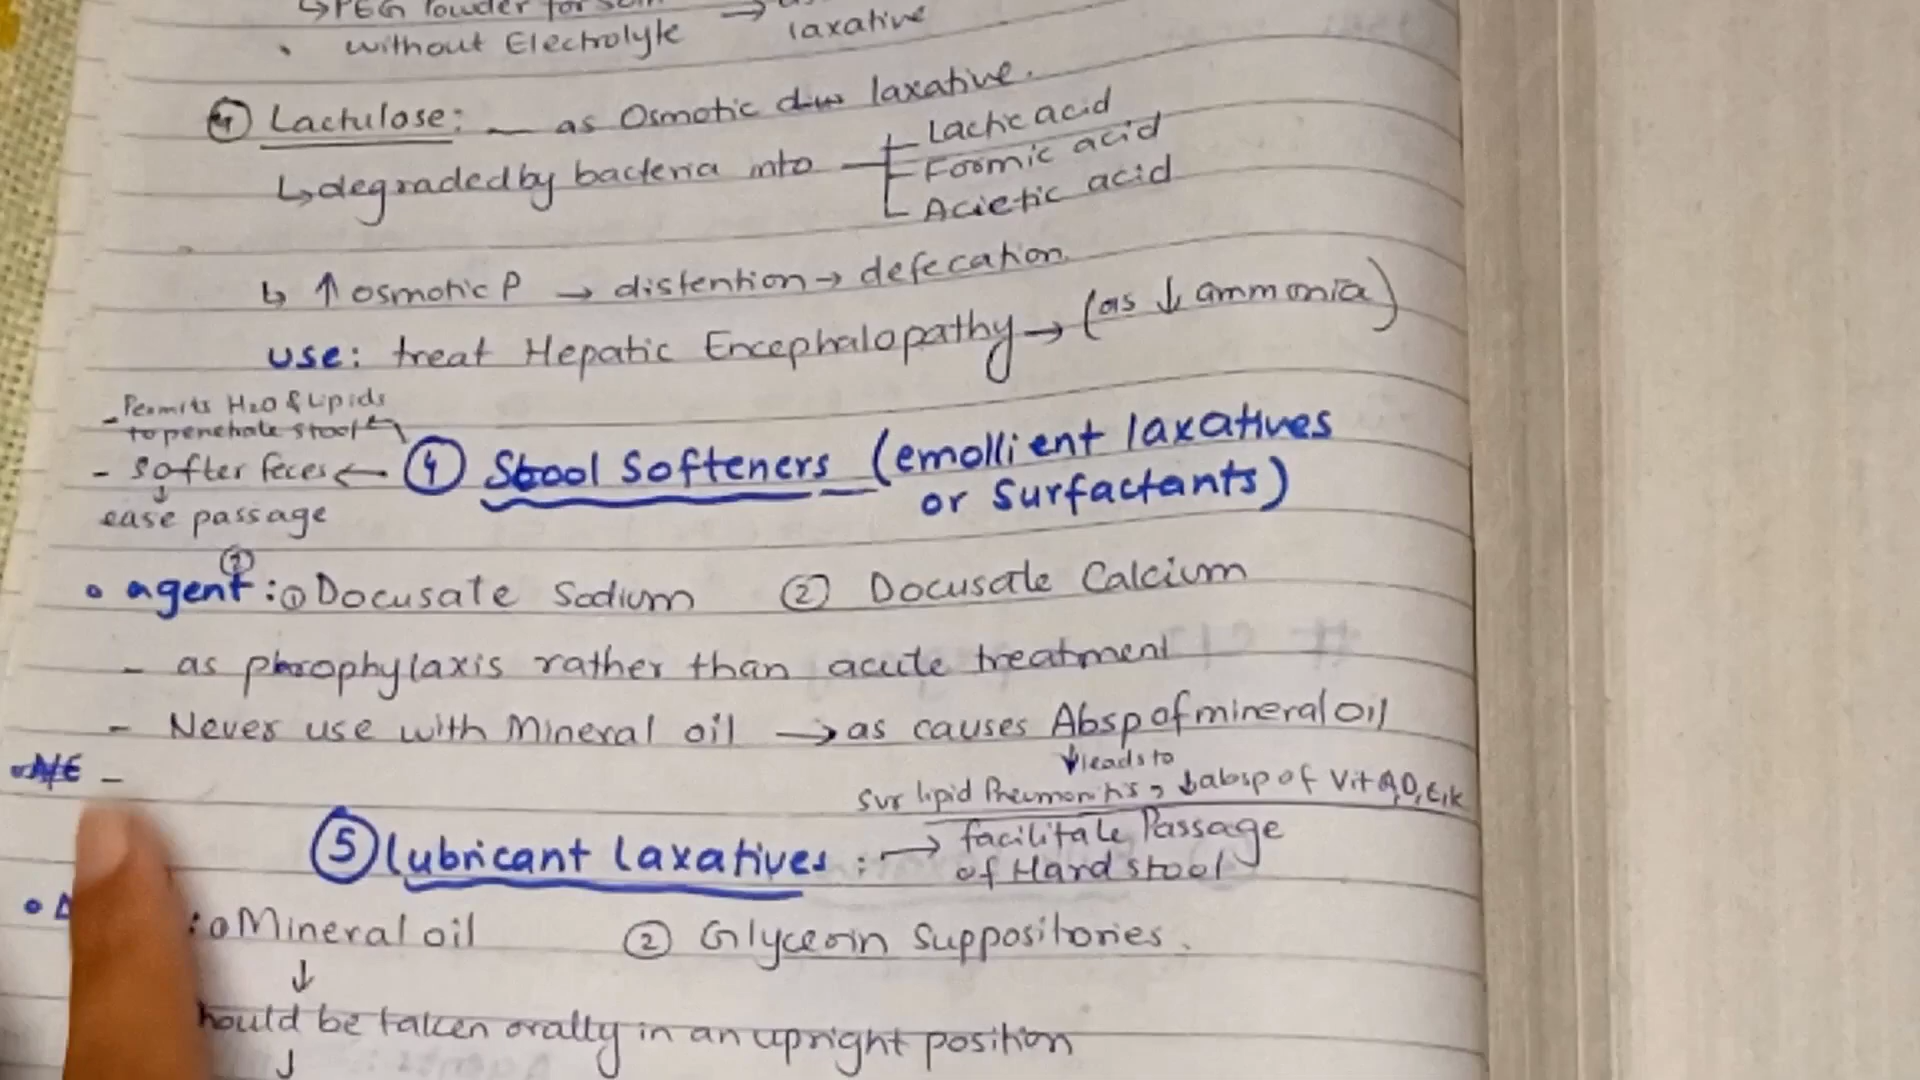 ↳ PEG Powder for
• without Electrolyte → laxative
④ Lactulose: — as Osmotic laxative.
↳ degraded by bacteria into Lactic acid
Foormic acid
Acietic acid
↳ ↑ osmotic P → distention → defecation
use: treat Hepatic Encephalopathy → (as ↓ ammonia)
- Permits H2O & Lipids
to penetrate stool
- Softer feces ← ④ Stool Softeners (emollient laxatives
↓
ease passage
or Surfactants)
• agent: ① Docusate Sodium ② Docusate Calcium
- as prophylaxis rather than acute treatment
- Never use with Mineral oil → as causes Absp of mineral oil
↓ leads to
A/E -
lipid Pneumonitis, ↓ absp of Vit A,D,E,K
⑤ Lubricant laxatives: → facilitate Passage
of Hard stool
: ① Mineral oil ② Glycerin Suppositories.
↓
hould be taken orally in an upright position
↓